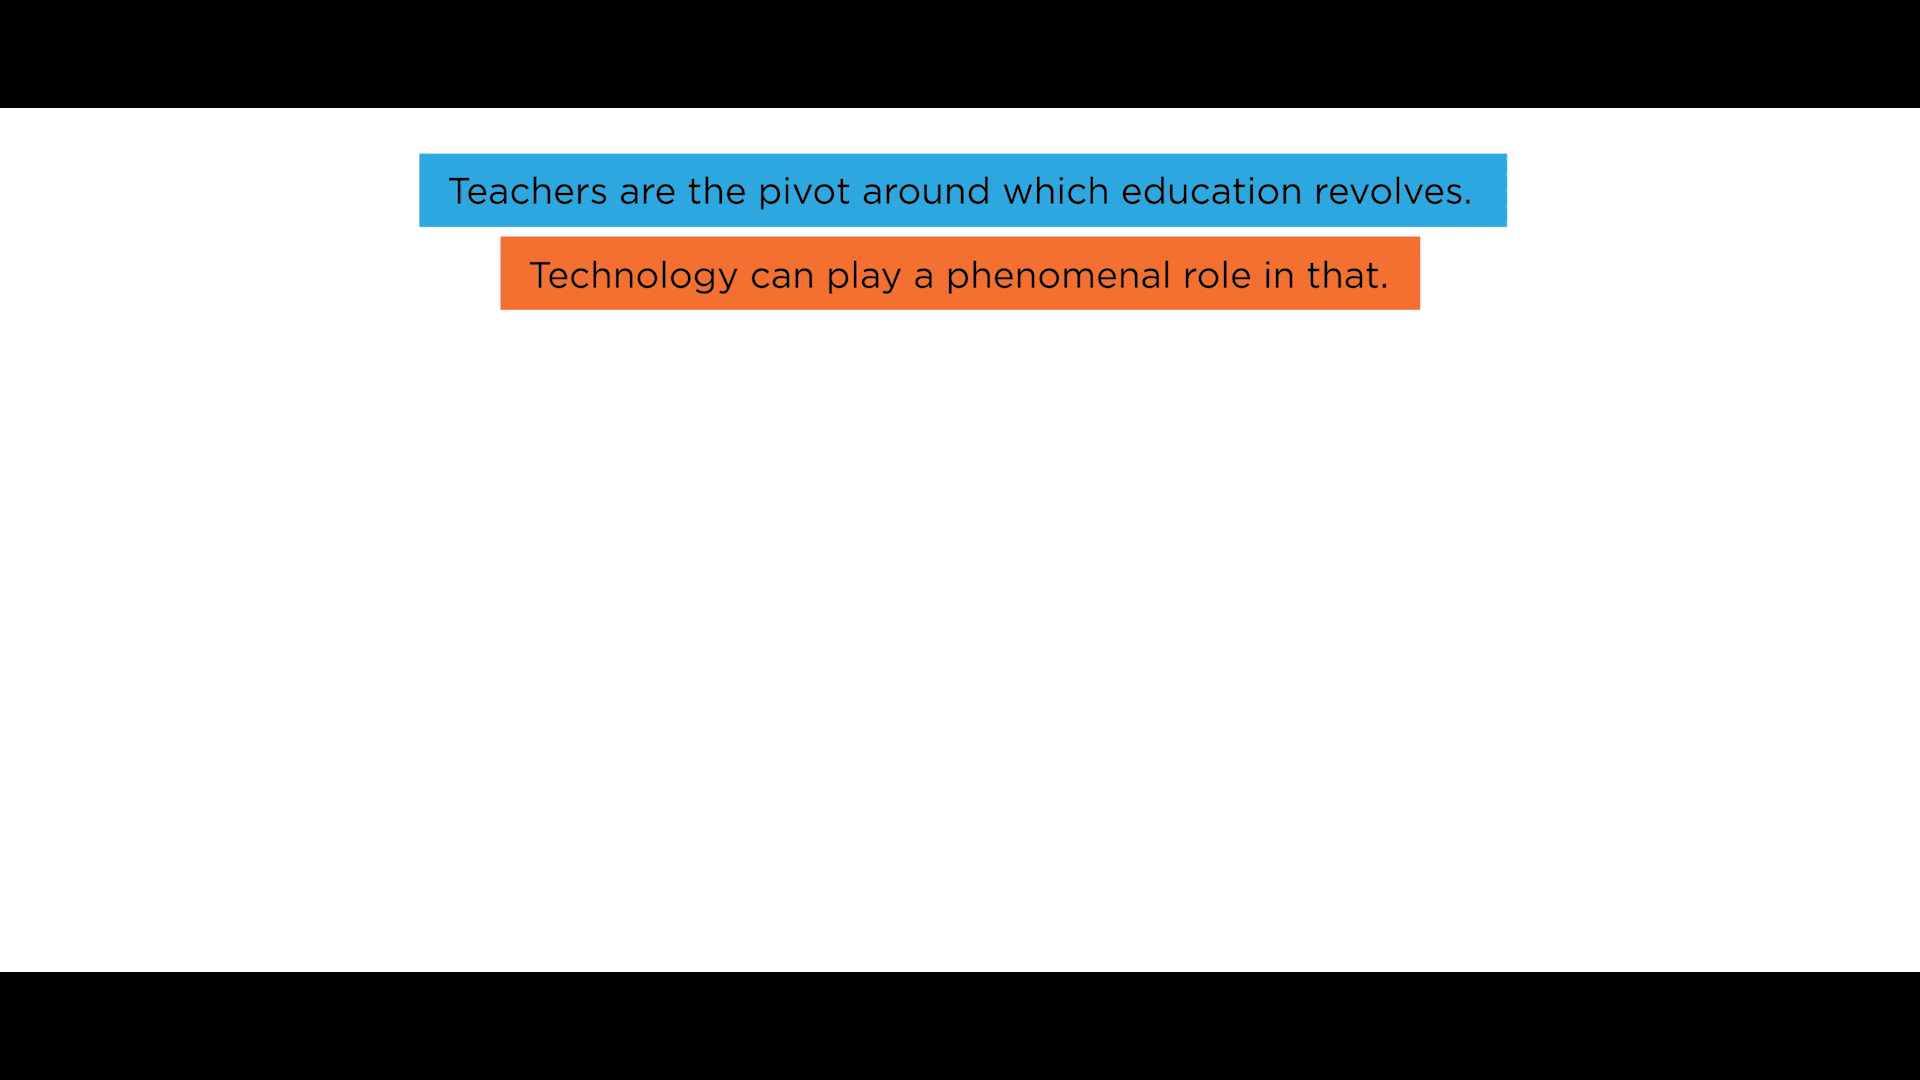 Teachers are the pivot around which education revolves.
Technology can play a phenomenal role in that.